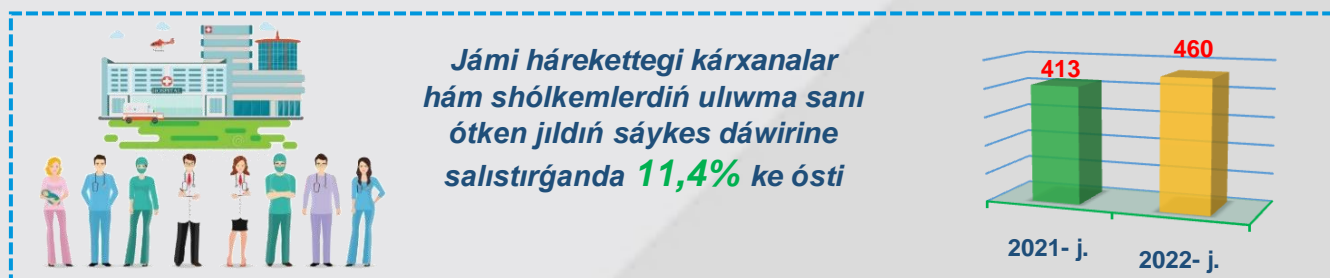 HOSPITAL
Jámi hárekettegi kárxanalar
hám shólkemlerdiń ulıwma sanı
ótken jıldıń sáykes dáwirine
salıstırǵanda 11,4% ke ósti
413
460
2021- j.
2022- j.